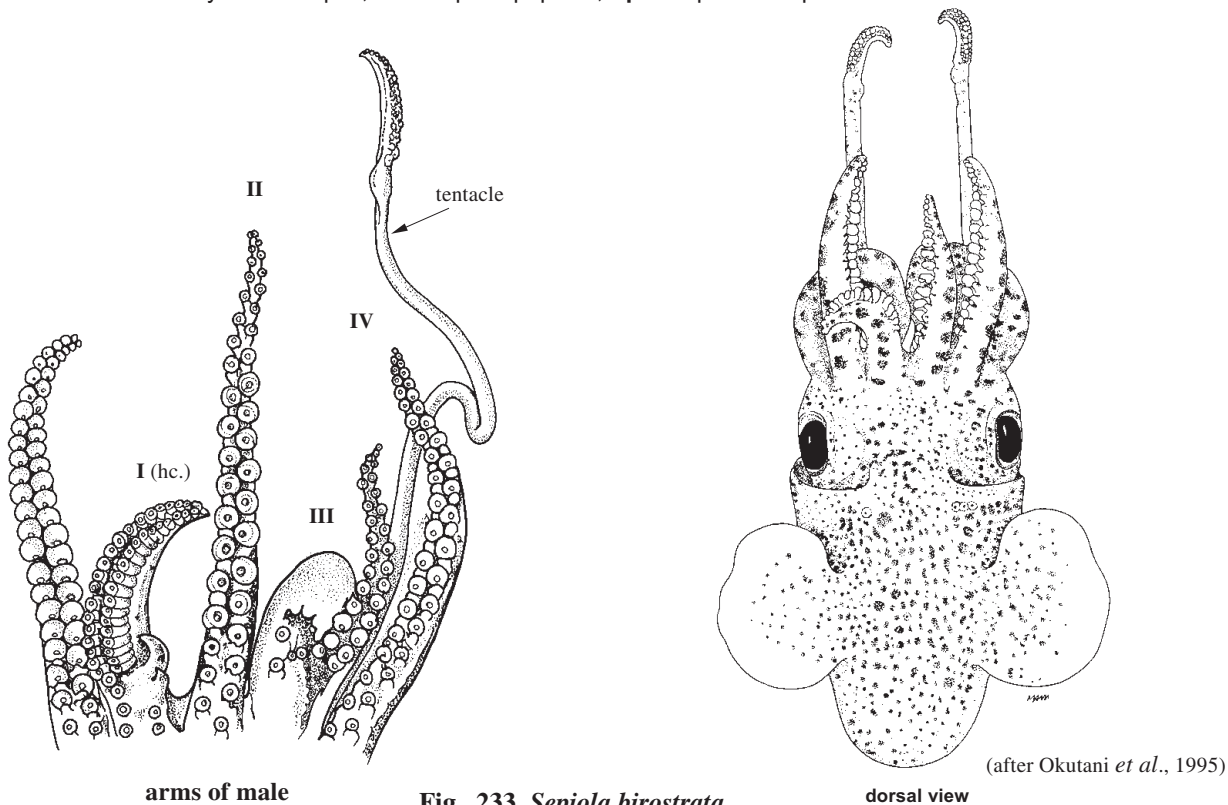 II
tentacle
IV
I (hc.)
III
(after Okutani et al., 1995)
arms of male
Fig. 233 Sepiola birostrata
dorsal view